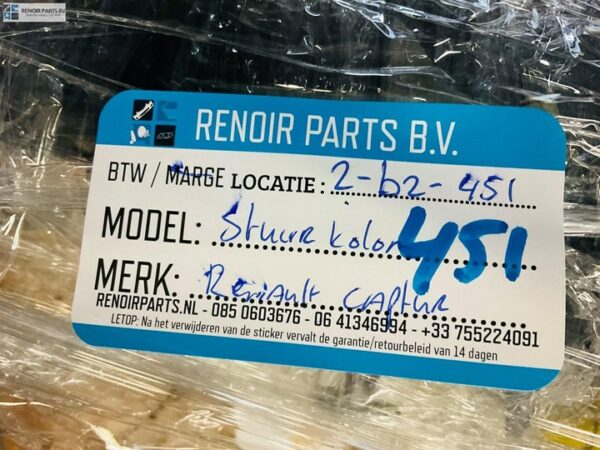 RENOIR PARTS BV
RENOIR PARTS B.V.
BTW / MARGE LOCATIE: 2-b2-451
MODEL: Stuur kolom 451
MERK: Renault captur
RENOIRPARTS.NL - 085 0603676 - 06 41346994 - +33 755224091
LETOP: Na het verwijderen van de sticker vervalt de garantie/retourbeleid van 14 dagen